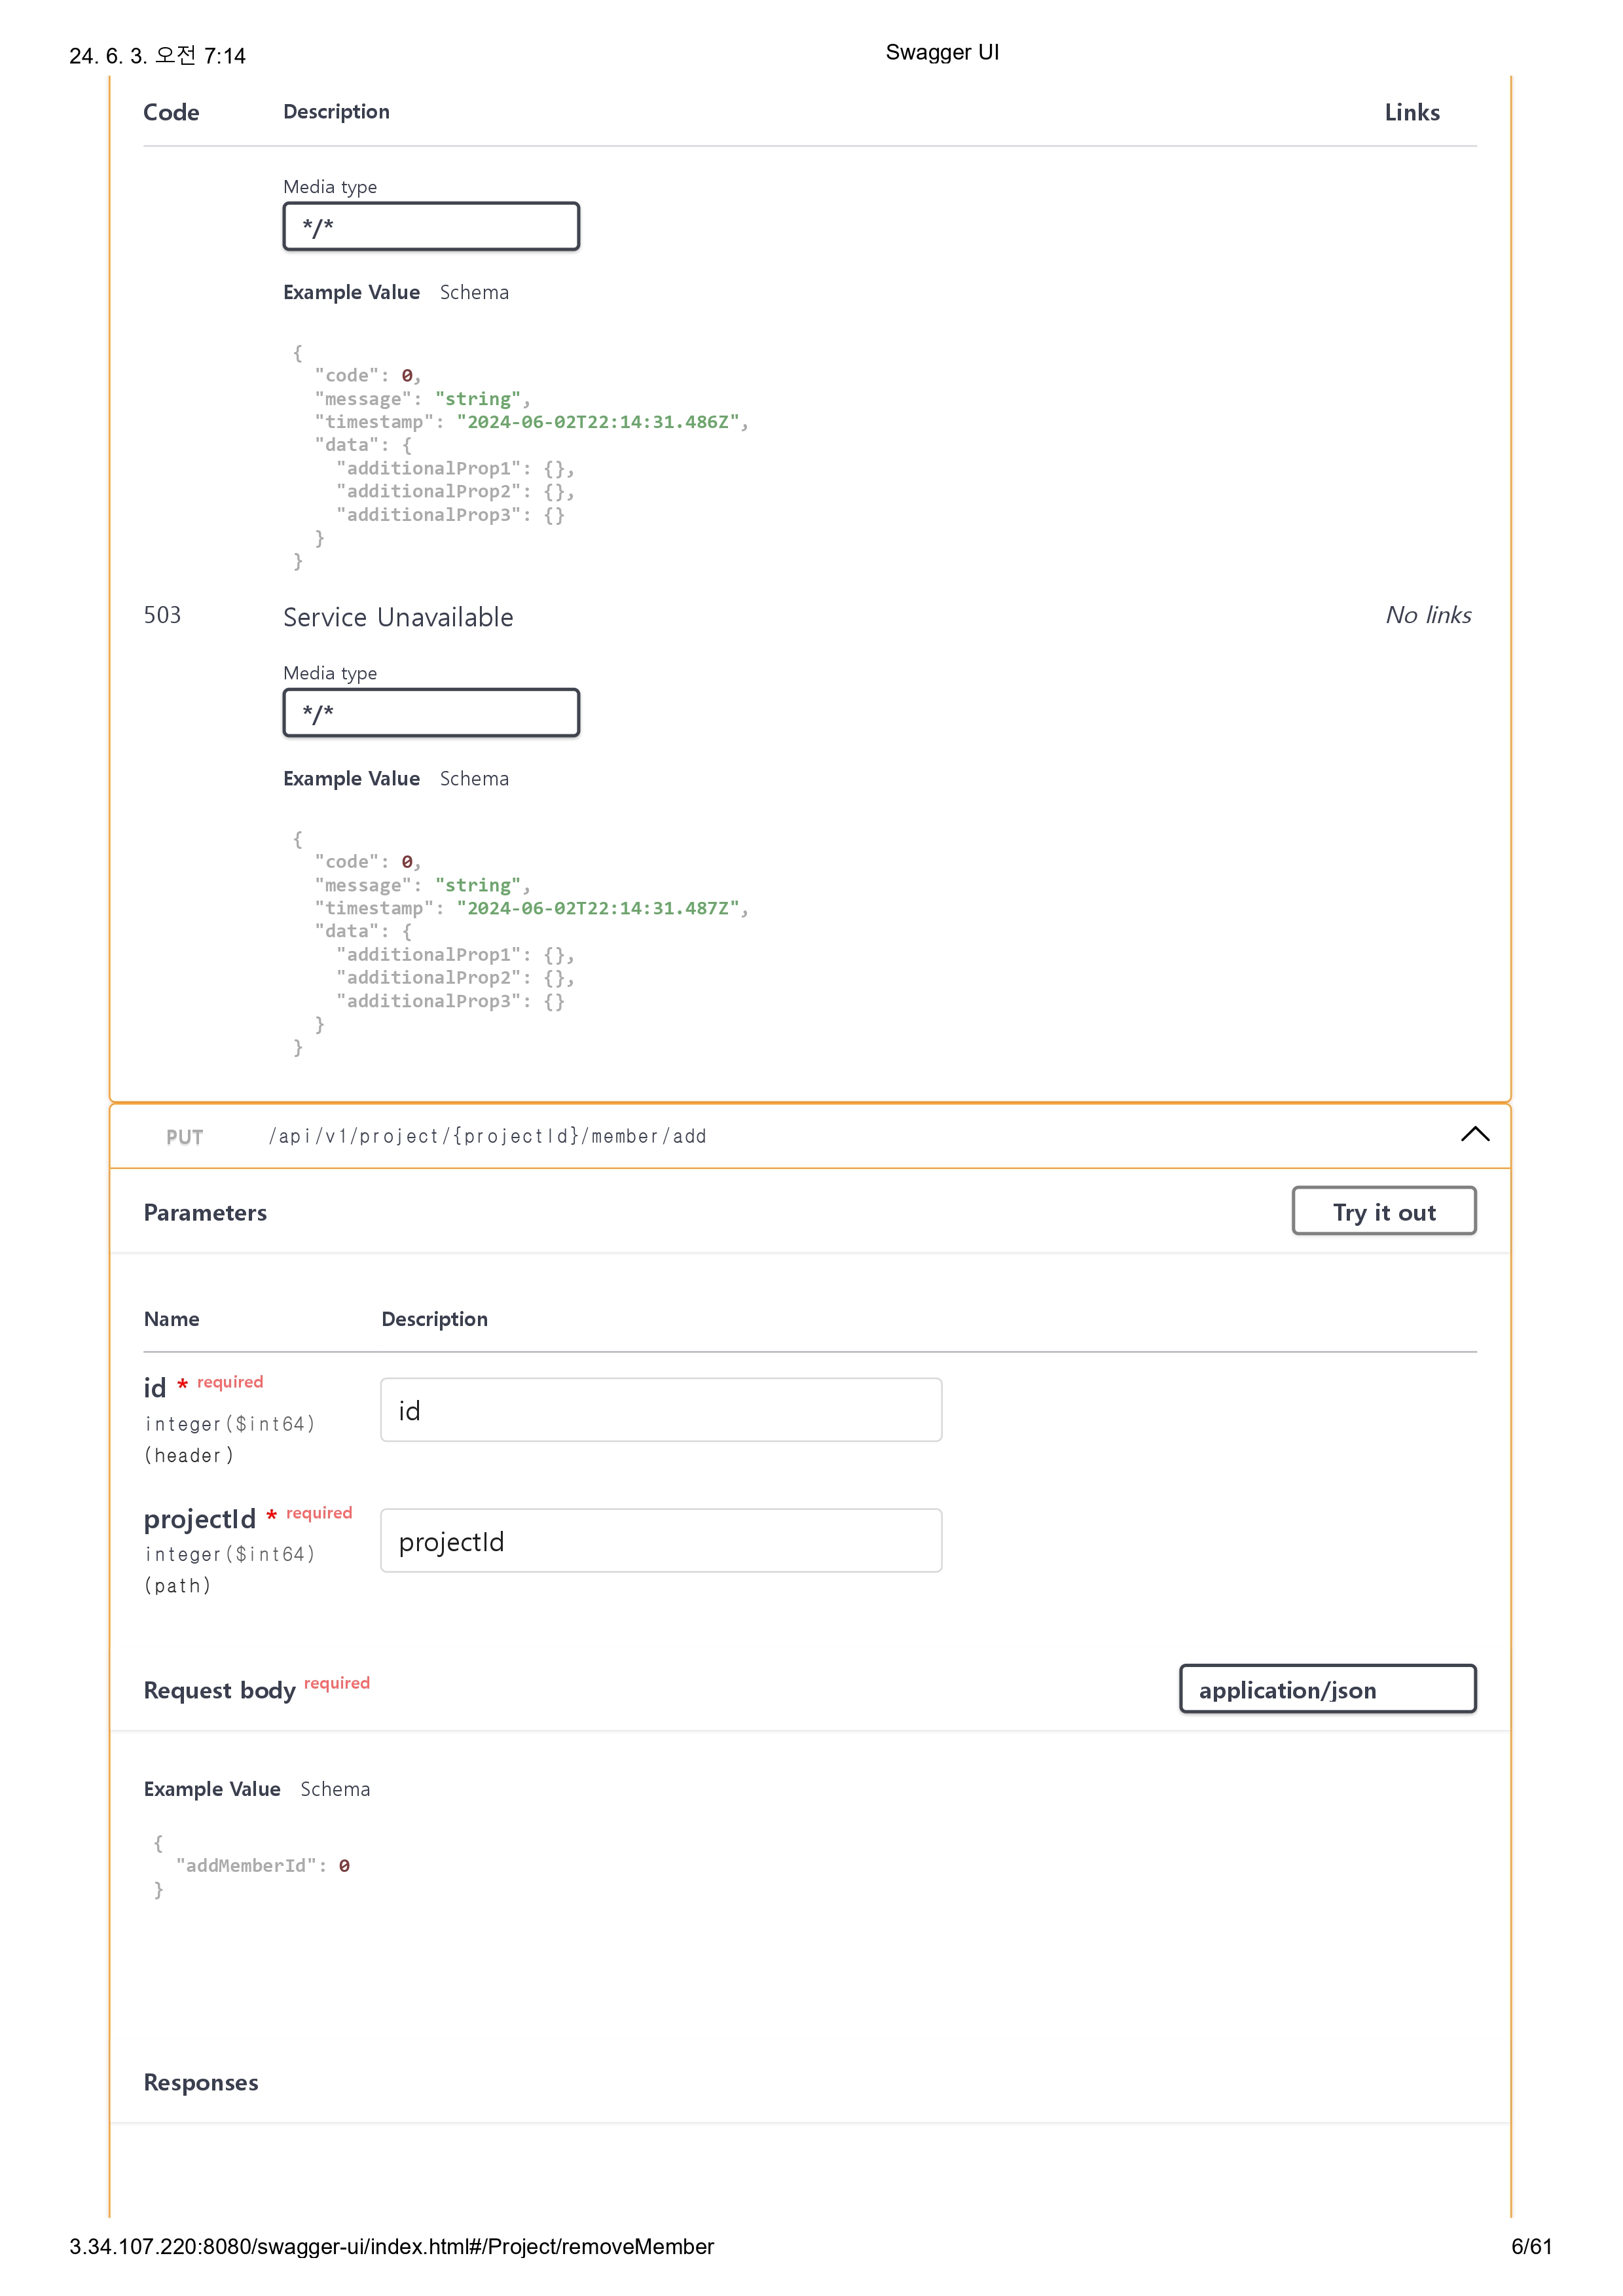 24. 6. 3. 오전 7:14 Swagger UI
Code Description Links
Media type
*/*
Example Value Schema
{
  "code": 0,
  "message": "string",
  "timestamp": "2024-06-02T22:14:31.486Z",
  "data": {
    "additionalProp1": {},
    "additionalProp2": {},
    "additionalProp3": {}
  }
}
503 Service Unavailable No links
Media type
*/*
Example Value Schema
{
  "code": 0,
  "message": "string",
  "timestamp": "2024-06-02T22:14:31.487Z",
  "data": {
    "additionalProp1": {},
    "additionalProp2": {},
    "additionalProp3": {}
  }
}
PUT /api/v1/project/{projectId}/member/add
Parameters Try it out
Name Description
id * required id
integer($int64)
(header)
projectId * required projectId
integer($int64)
(path)
Request body required application/json
Example Value Schema
{
  "addMemberId": 0
}
Responses
3.34.107.220:8080/swagger-ui/index.html#/Project/removeMember 6/61